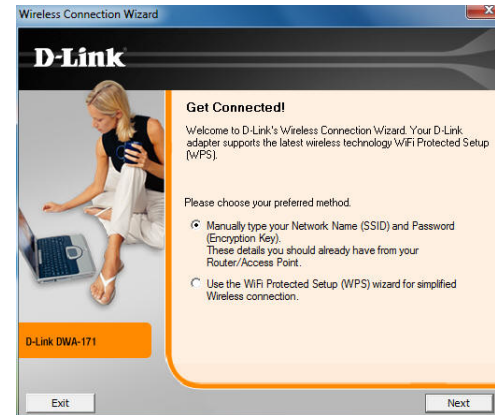 Wireless Connection Wizard
D-Link
Get Connected!
Welcome to D-Link's Wireless Connection Wizard. Your D-Link
adapter supports the latest wireless technology WiFi Protected Setup
(WPS).
Please choose your preferred method.
Manually type your Network Name (SSID) and Password
(Encryption Key).
These details you should already have from your
Router/Access Point.
Use the WiFi Protected Setup (WPS) wizard for simplified
Wireless connection.
D-Link DWA-171
Exit
Next